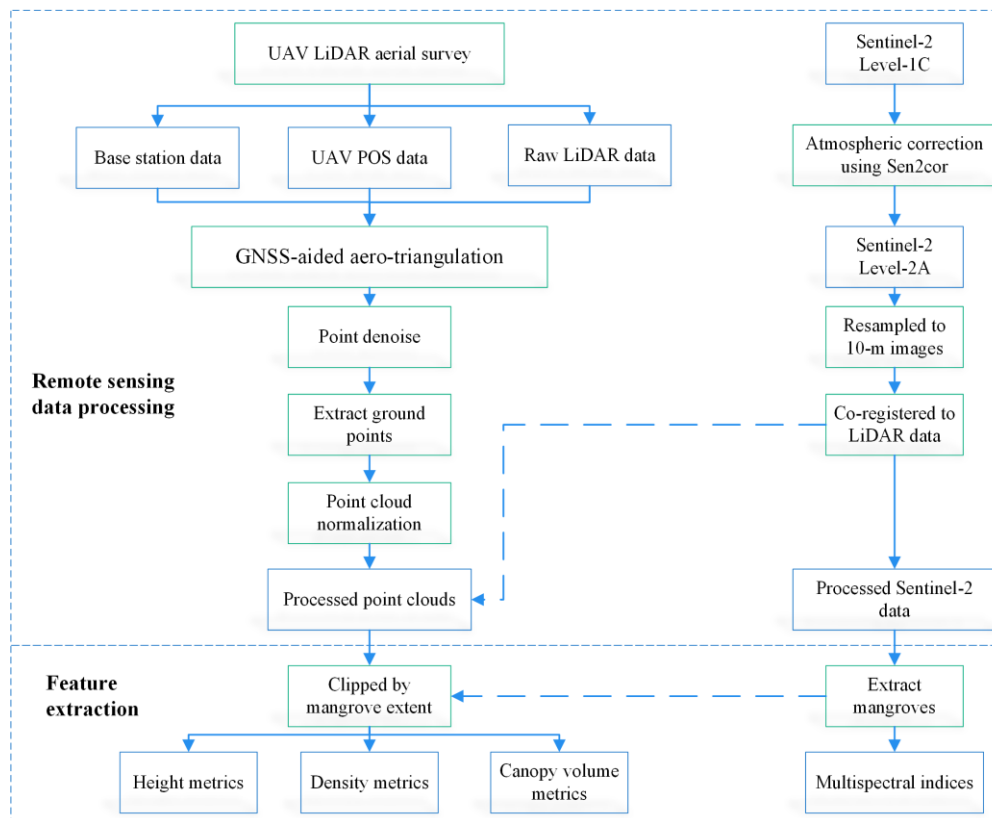 UAV LiDAR aerial survey
Sentinel-2
Level-1C
Base station data
UAV POS data
Raw LiDAR data
Atmospheric correction
using Sen2cor
GNSS-aided aero-triangulation
Sentinel-2
Level-2A
Point denoise
Resampled to
10-m images
Remote sensing
data processing
Extract ground
points
Co-registered to
LiDAR data
Point cloud
normalization
Processed point clouds
Processed Sentinel-2
data
Feature
extraction
Clipped by
mangrove extent
Extract
mangroves
Height metrics
Density metrics
Canopy volume
metrics
Multispectral indices